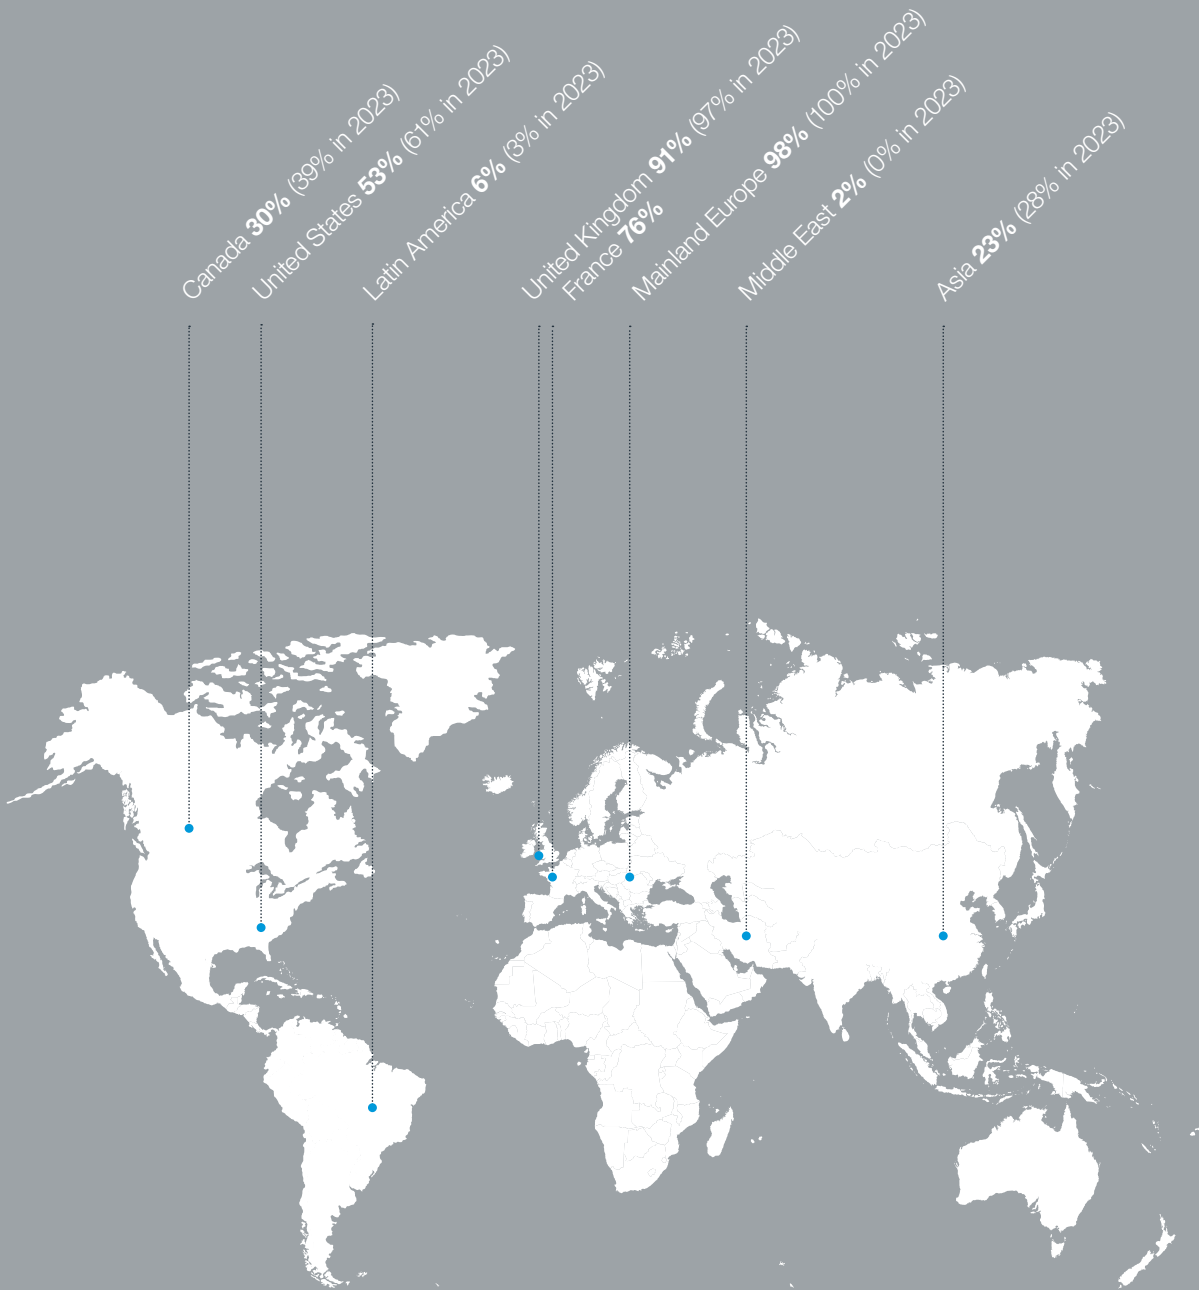 Canada 30% (39% in 2023)
United States 53% (61% in 2023)
Latin America 6% (3% in 2023)
United Kingdom 91% (97% in 2023)
France 76%
Mainland Europe 98% (100% in 2023)
Middle East 2% (0% in 2023)
Asia 23% (28% in 2023)